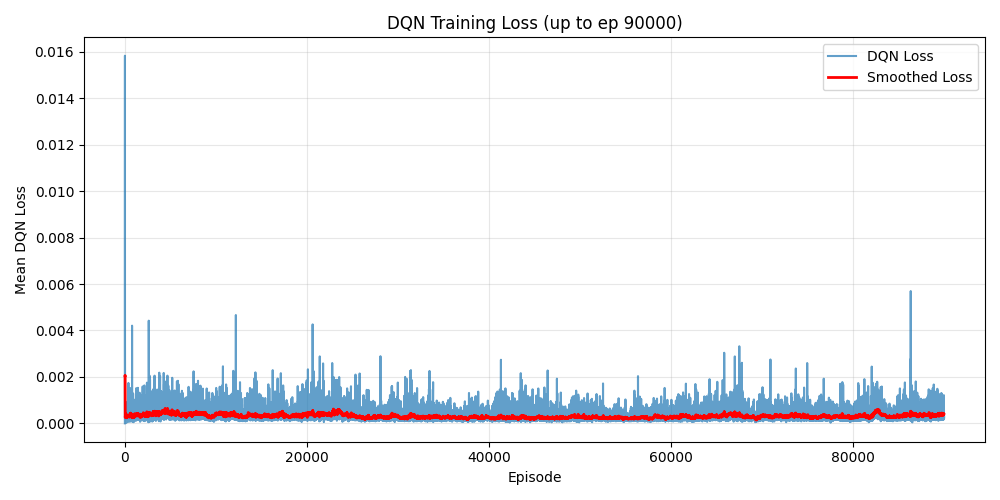 DQN Training Loss (up to ep 90000)
DQN Loss
Smoothed Loss
Mean DQN Loss
0.016
0.014
0.012
0.010
0.008
0.006
0.004
0.002
0.000
0
20000
40000
60000
80000
Episode